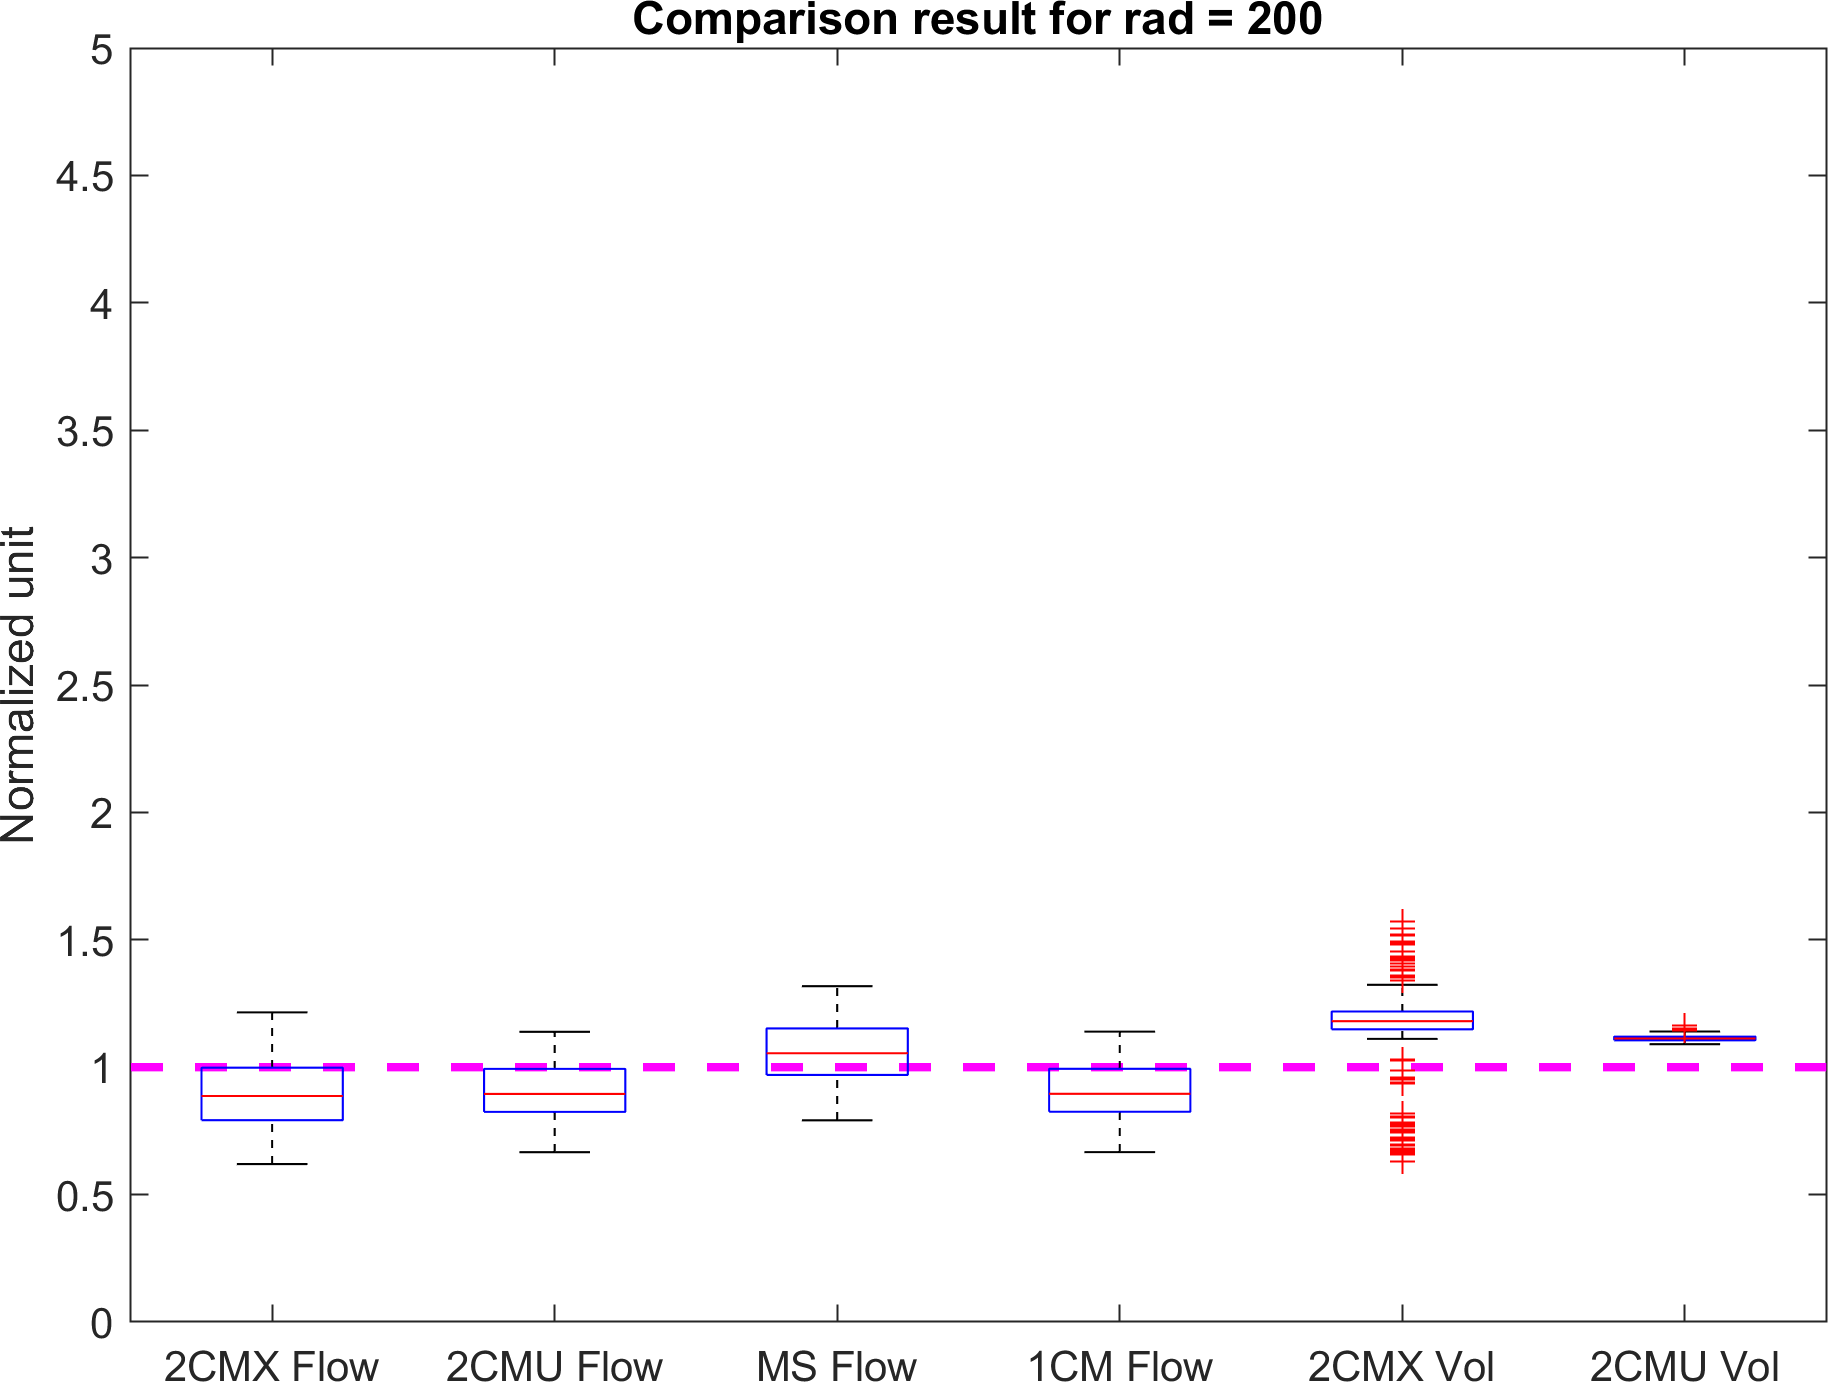 Comparison result for rad = 200
5
4.5
4
3.5
3
2.5
2
1.5
1
0.5
0
Normalized unit
2CMX Flow
2CMU Flow
MS Flow
1CM Flow
2CMX Vol
2CMU Vol